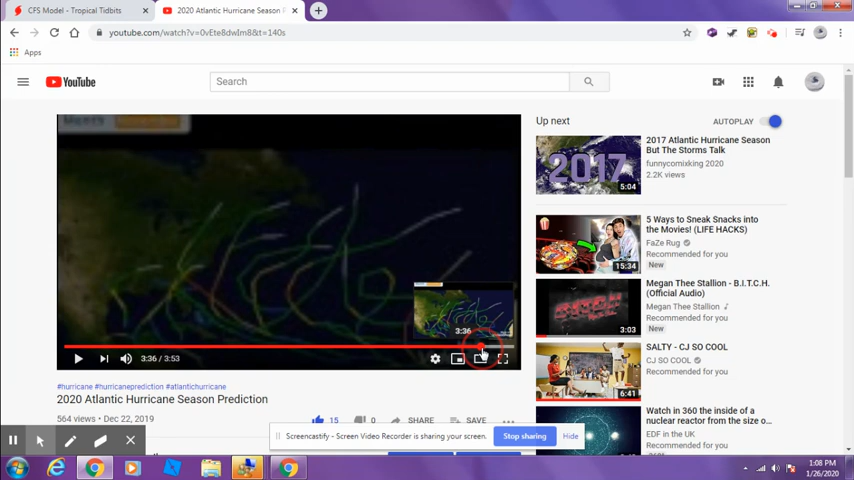 CFS Model - Tropical Tidbits
2020 Atlantic Hurricane Season P
youtube.com/watch?v=0vEte8dwIm8&t=140s
Apps
YouTube
Search
Up next
AUTOPLAY
2017
5:04
2017 Atlantic Hurricane Season
But The Storms Talk
funnycomixking 2020
2.2K views
15:34
5 Ways to Sneak Snacks into
the Movies! (LIFE HACKS)
FaZe Rug
Recommended for you
New
3:03
Megan Thee Stallion - B.I.T.C.H.
(Official Audio)
Megan Thee Stallion
Recommended for you
New
6:41
SALTY - CJ SO COOL
CJ SO COOL
Recommended for you
Watch in 360 the inside of a
nuclear reactor from the size o...
EDF in the UK
3:36
3:36 / 3:53
#hurricane #hurricaneprediction #atlantichurricane
2020 Atlantic Hurricane Season Prediction
564 views • Dec 22, 2019
15
0
SHARE
SAVE
Screencastify - Screen Video Recorder is sharing your screen.
Stop sharing
Hide
1:08 PM
1/26/2020